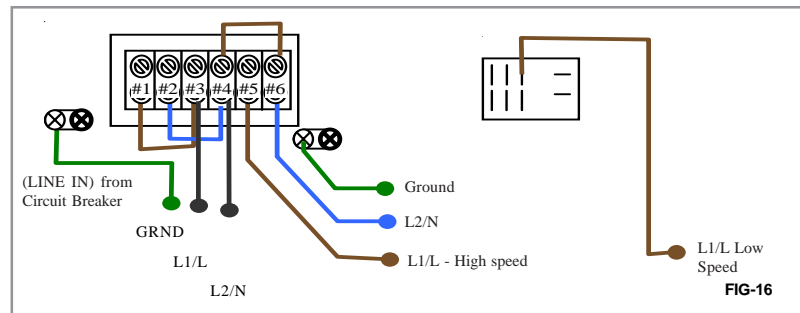 #1 #2 #3 #4 #5 #6
(LINE IN) from
Circuit Breaker
GRND
L1/L
L2/N
Ground
L2/N
L1/L - High speed
L1/L Low
Speed
FIG-16